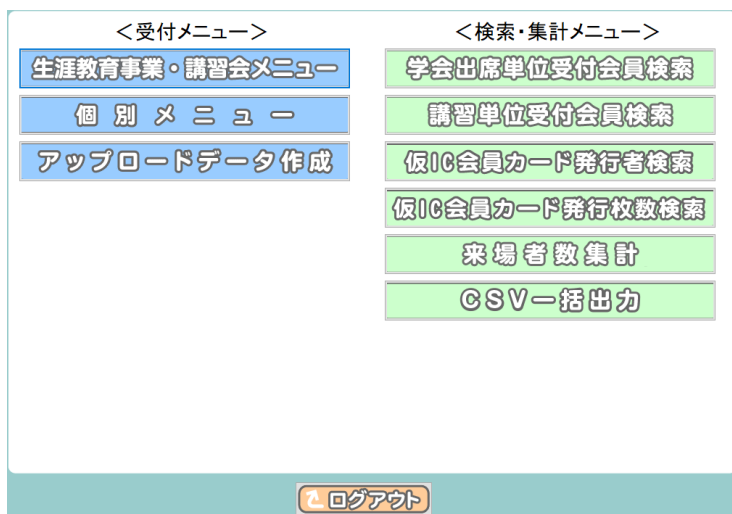 <受付メニュー>
生涯教育事業・講習会メニュー
個別メニュー
アップロードデータ作成
<検索・集計メニュー>
学会出席単位受付会員検索
講習単位受付会員検索
仮IC会員カード発行者検索
仮IC会員カード発行枚数検索
来場者数集計
CSV一括出力
ログアウト